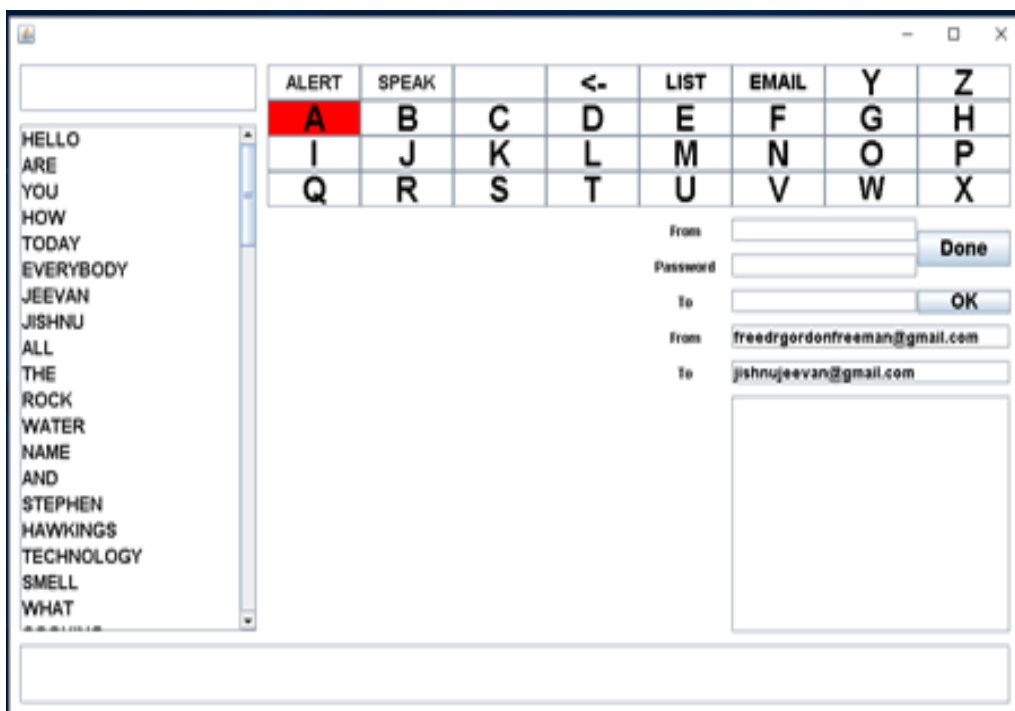 ALERT SPEAK <- LIST EMAIL Y Z
A B C D E F G H
I J K L M N O P
Q R S T U V W X
HELLO
ARE
YOU
HOW
TODAY
EVERYBODY
JEEVAN
JISHNU
ALL
THE
ROCK
WATER
NAME
AND
STEPHEN
HAWKINGS
TECHNOLOGY
SMELL
WHAT
From
Done
Password
To
OK
From freedrgordonfreeman@gmail.com
To jishnujeevan@gmail.com